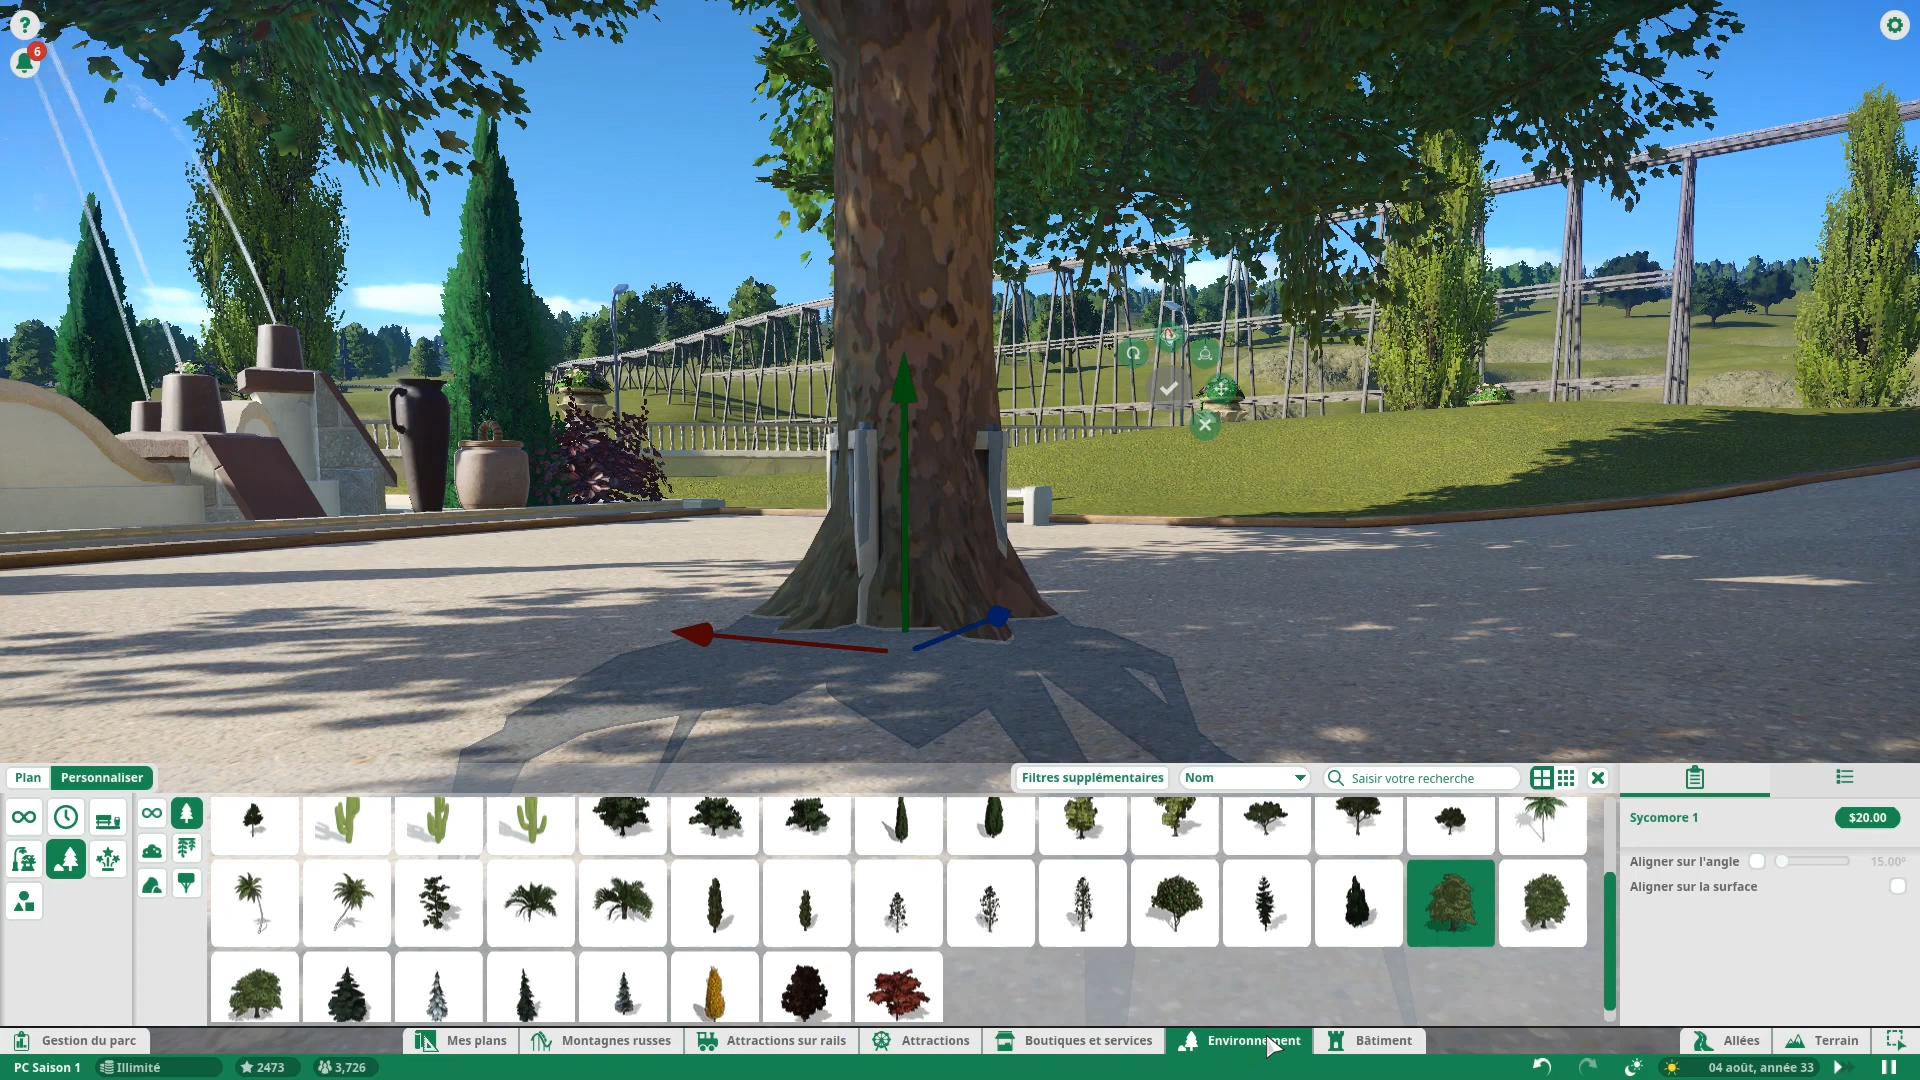 ?
6
Plan
Personnaliser
Filtres supplémentaires
Nom
Saisir votre recherche
Sycomore 1
$20.00
Aligner sur l'angle
15.00°
Aligner sur la surface
Gestion du parc
Mes plans
Montagnes russes
Attractions sur rails
Attractions
Boutiques et services
Environnement
Bâtiment
Allées
Terrain
PC Saison 1
Illimité
2473
3,726
04 août, année 33